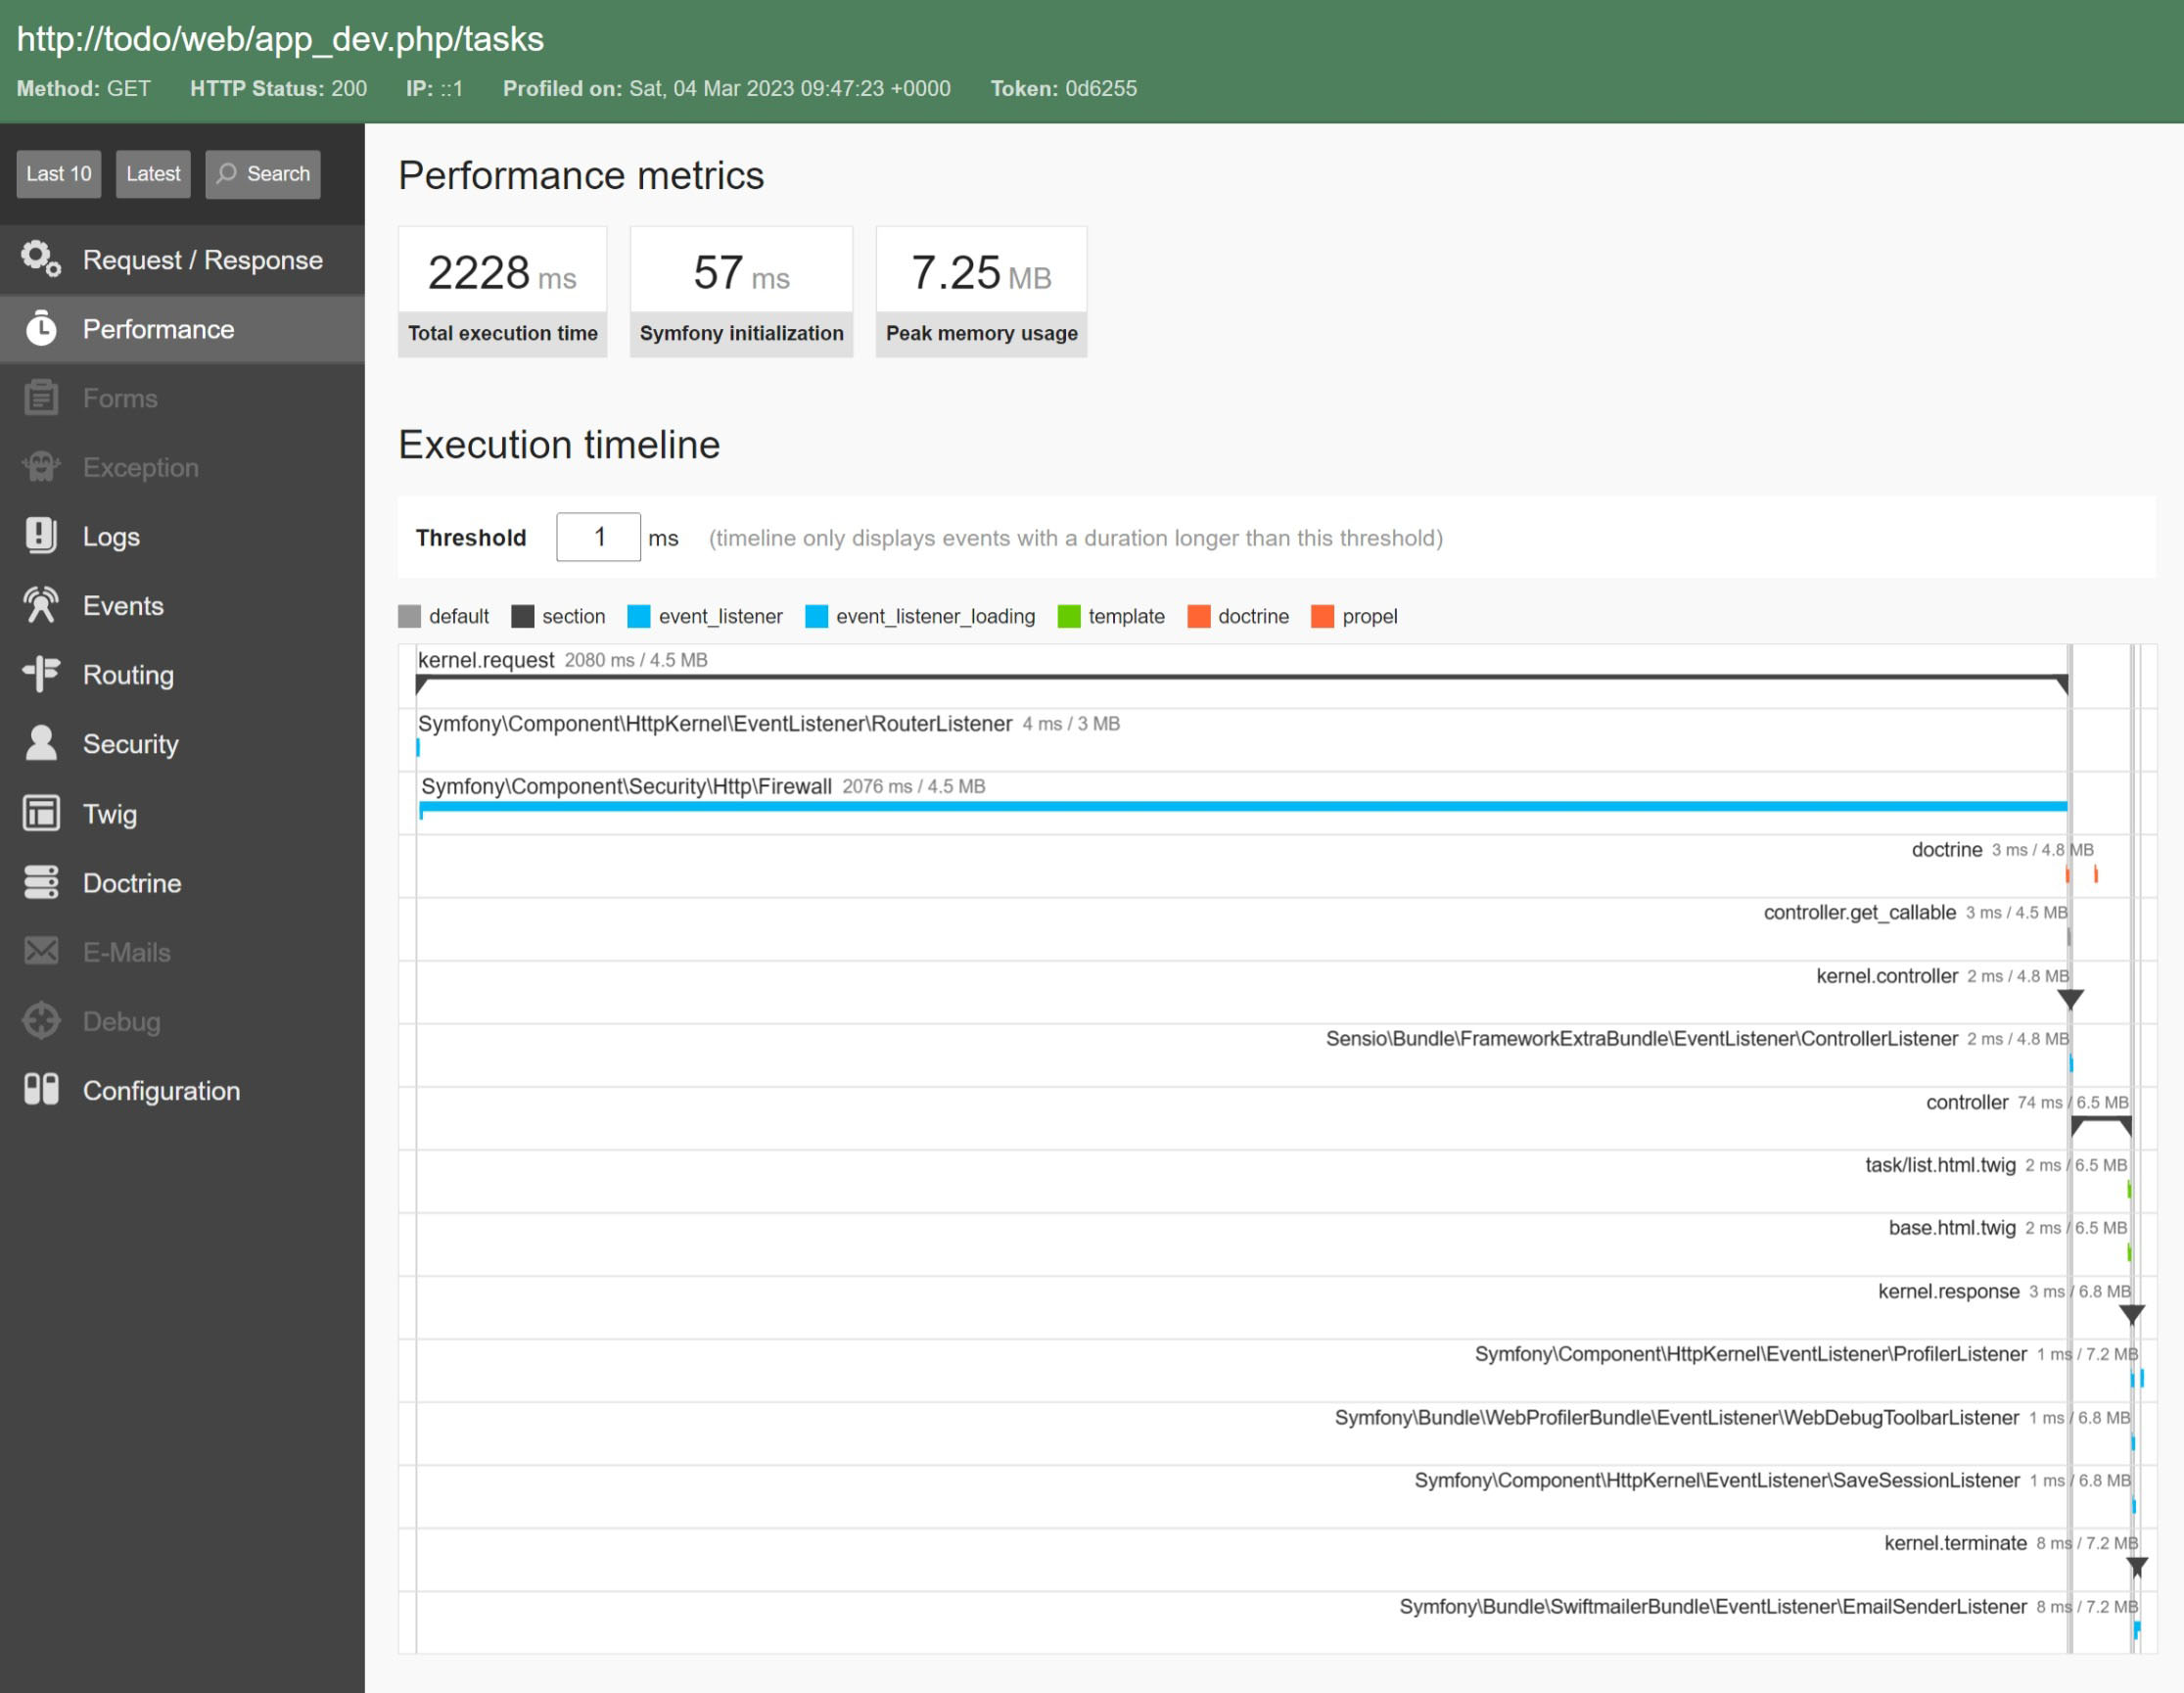 http://todo/web/app_dev.php/tasks
Method: GET HTTP Status: 200 IP: ::1 Profiled on: Sat, 04 Mar 2023 09:47:23 +0000 Token: 0d6255
Last 10 Latest Search
Request / Response
Performance
Forms
Exception
Logs
Events
Routing
Security
Twig
Doctrine
E-Mails
Debug
Configuration
Performance metrics
2228 ms
Total execution time
57 ms
Symfony initialization
7.25 MB
Peak memory usage
Execution timeline
Threshold 1 ms (timeline only displays events with a duration longer than this threshold)
default section event_listener event_listener_loading template doctrine propel
kernel.request 2080 ms / 4.5 MB
Symfony\Component\HttpKernel\EventListener\RouterListener 4 ms / 3 MB
Symfony\Component\Security\Http\Firewall 2076 ms / 4.5 MB
doctrine 3 ms / 4.8 MB
controller.get_callable 3 ms / 4.5 MB
kernel.controller 2 ms / 4.8 MB
Sensio\Bundle\FrameworkExtraBundle\EventListener\ControllerListener 2 ms / 4.8 MB
controller 74 ms / 6.5 MB
task/list.html.twig 2 ms / 6.5 MB
base.html.twig 2 ms / 6.5 MB
kernel.response 3 ms / 6.8 MB
Symfony\Component\HttpKernel\EventListener\ProfilerListener 1 ms / 7.2 MB
Symfony\Bundle\WebProfilerBundle\EventListener\WebDebugToolbarListener 1 ms / 6.8 MB
Symfony\Component\HttpKernel\EventListener\SaveSessionListener 1 ms / 6.8 MB
kernel.terminate 8 ms / 7.2 MB
Symfony\Bundle\SwiftmailerBundle\EventListener\EmailSenderListener 8 ms / 7.2 MB